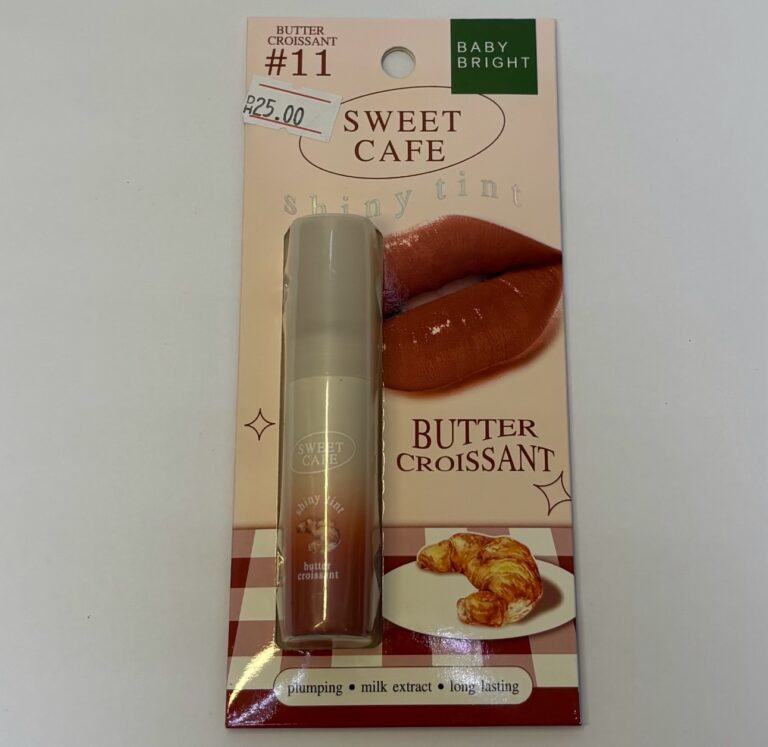 BUTTER
CROISSANT
#11
BABY
BRIGHT
25.00
SWEET
CAFE
shiny tint
SWEET
CAFE
shiny tint
butter
croissant
BUTTER
CROISSANT
plumping • milk extract • long lasting